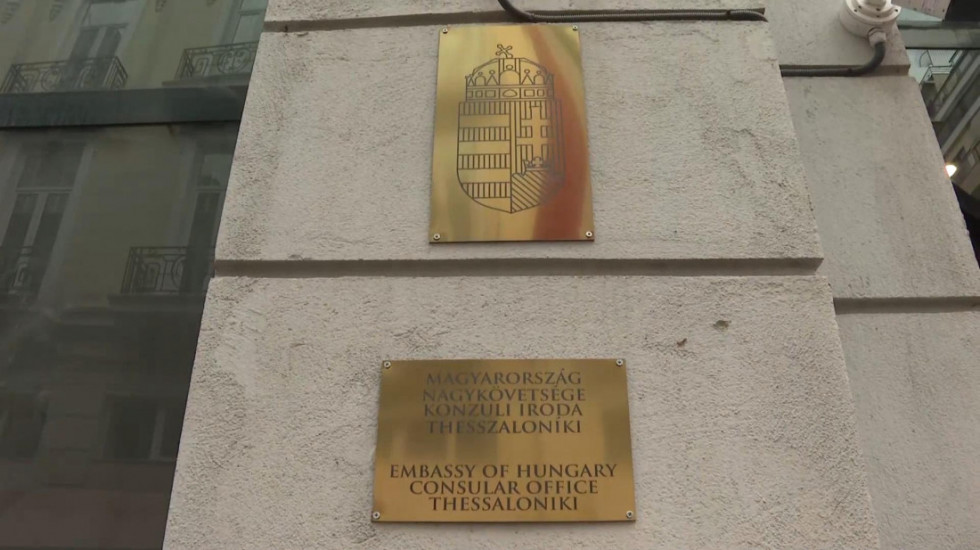 MAGYARORSZÁG
NAGYKÖVETSÉGE
KONZULI IRODA
THESSZALONIKI
EMBASSY OF HUNGARY
CONSULAR OFFICE
THESSALONIKI